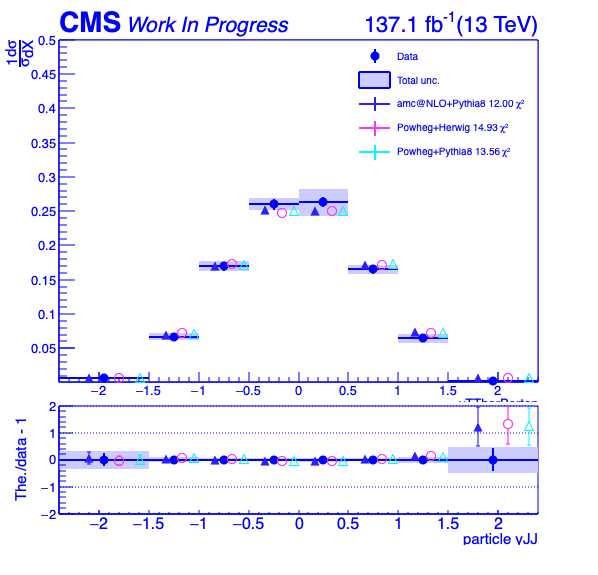 CMS Work In Progress 137.1 fb⁻¹(13 TeV)
1dσ
σdX
0.5
0.45
0.4
0.35
0.3
0.25
0.2
0.15
0.1
0.05
Data
Total unc.
amc@NLO+Pythia8 12.00 χ²
Powheg+Herwig 14.93 χ²
Powheg+Pythia8 13.56 χ²
−2 −1.5 −1 −0.5 0 0.5 1 1.5 2
The./data - 1
2
1
0
−1
−2
−2 −1.5 −1 −0.5 0 0.5 1 1.5 2
particle yJJ